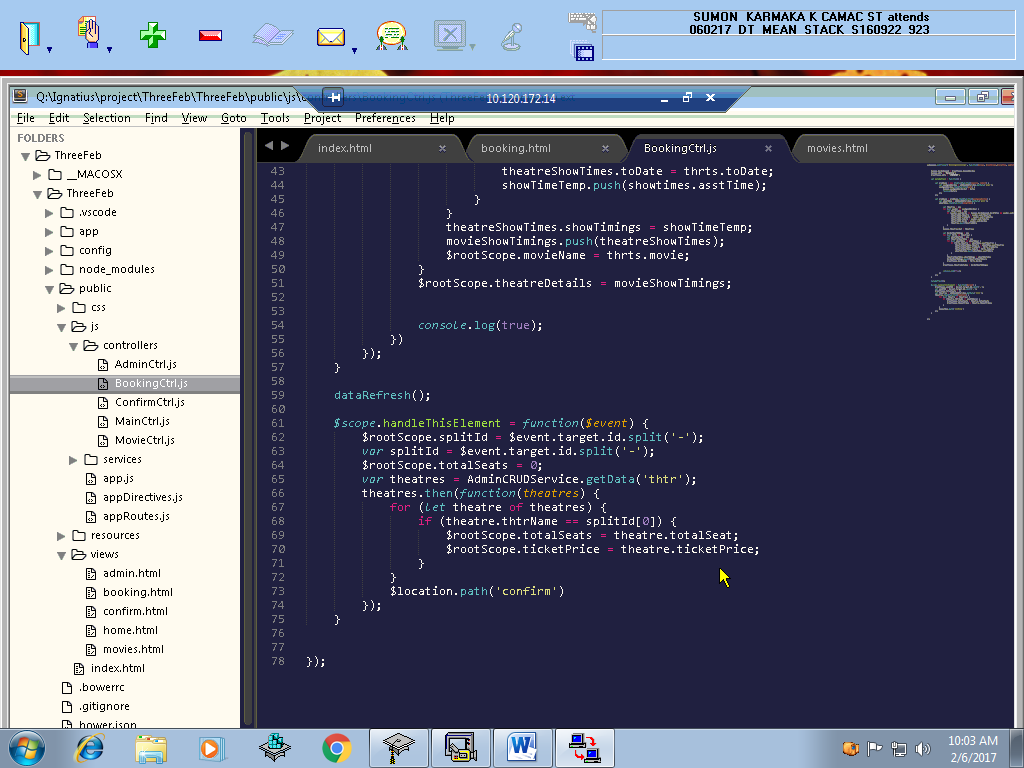 SUMON KARMAKA K CAMAC ST attends
060217_DT_MEAN_STACK_S160922_923
Q:\Ignatius\project\ThreeFeb\ThreeFeb\public\js\
10.120.172.14
File Edit Selection Find View Goto Tools Project Preferences Help
FOLDERS
ThreeFeb
__MACOSX
ThreeFeb
.vscode
app
config
node_modules
public
css
js
controllers
AdminCtrl.js
BookingCtrl.js
ConfirmCtrl.js
MainCtrl.js
MovieCtrl.js
services
app.js
appDirectives.js
appRoutes.js
resources
views
admin.html
booking.html
confirm.html
home.html
movies.html
index.html
.bowerrc
.gitignore
bower.json
index.html booking.html BookingCtrl.js movies.html
43 theatreShowTimes.toDate = thrts.toDate;
44 showTimeTemp.push(showtimes.asstTime);
45 }
46 }
47 theatreShowTimes.showTimings = showTimeTemp;
48 movieShowTimings.push(theatreShowTimes);
49 $rootScope.movieName = thrts.movie;
50 }
51 $rootScope.theatreDetails = movieShowTimings;
52
53
54 console.log(true);
55 })
56 });
57 }
58
59 dataRefresh();
60
61 $scope.handleThisElement = function($event) {
62 $rootScope.splitId = $event.target.id.split('-');
63 var splitId = $event.target.id.split('-');
64 $rootScope.totalSeats = 0;
65 var theatres = AdminCRUDService.getData('thtr');
66 theatres.then(function(theatres) {
67 for (let theatre of theatres) {
68 if (theatre.thtrName == splitId[0]) {
69 $rootScope.totalSeats = theatre.totalSeat;
70 $rootScope.ticketPrice = theatre.ticketPrice;
71 }
72 }
73 $location.path('confirm')
74 });
75 }
76
77
78 });
10:03 AM
2/6/2017